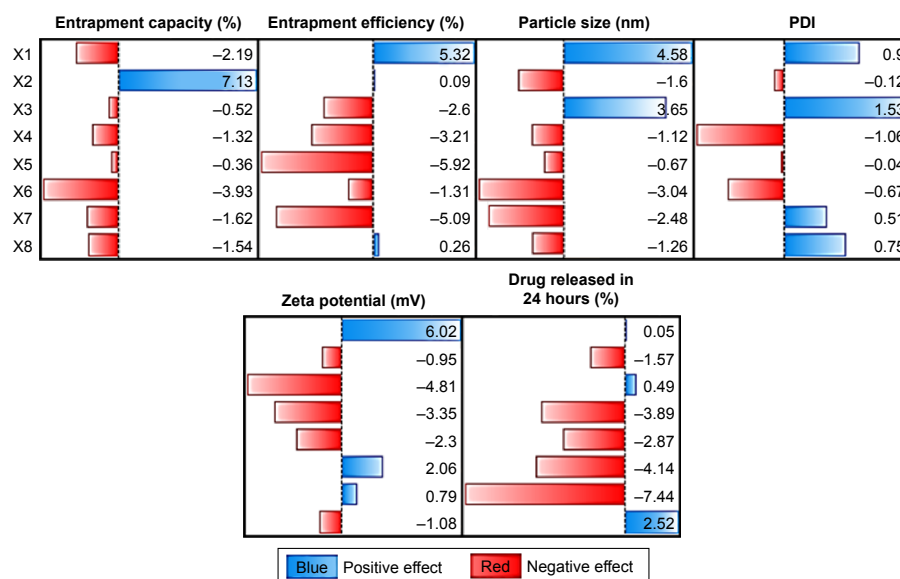 Entrapment capacity (%) Entrapment efficiency (%) Particle size (nm) PDI
X1 –2.19 5.32 4.58 0.9
X2 7.13 0.09 –1.6 –0.12
X3 –0.52 –2.6 3.65 1.53
X4 –1.32 –3.21 –1.12 –1.06
X5 –0.36 –5.92 –0.67 –0.04
X6 –3.93 –1.31 –3.04 –0.67
X7 –1.62 –5.09 –2.48 0.51
X8 –1.54 0.26 –1.26 0.75
Zeta potential (mV) Drug released in
24 hours (%)
6.02 0.05
–0.95 –1.57
–4.81 0.49
–3.35 –3.89
–2.3 –2.87
2.06 –4.14
0.79 –7.44
–1.08 2.52
Blue Positive effect Red Negative effect